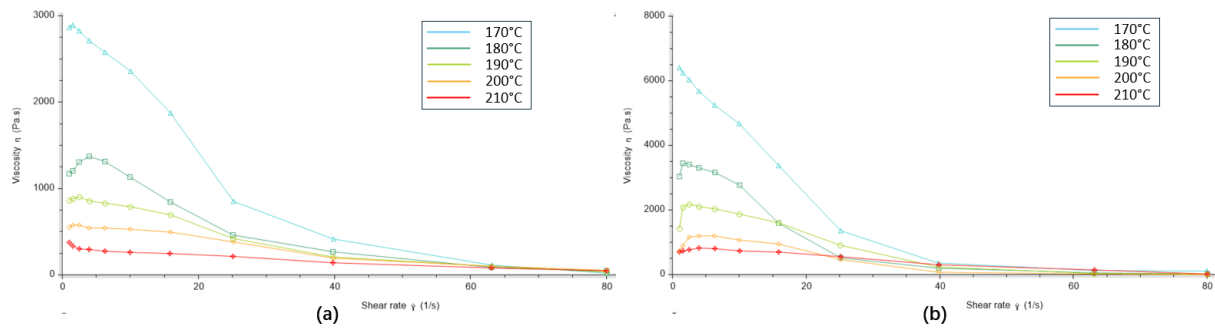 3000
2000
1000
0
0
20
40
60
80
Viscosity η (Pa.s)
Shear rate γ̇ (1/s)
170°C
180°C
190°C
200°C
210°C
(a)
8000
6000
4000
2000
0
0
20
40
60
80
Viscosity η (Pa.s)
Shear rate γ̇ (1/s)
170°C
180°C
190°C
200°C
210°C
(b)